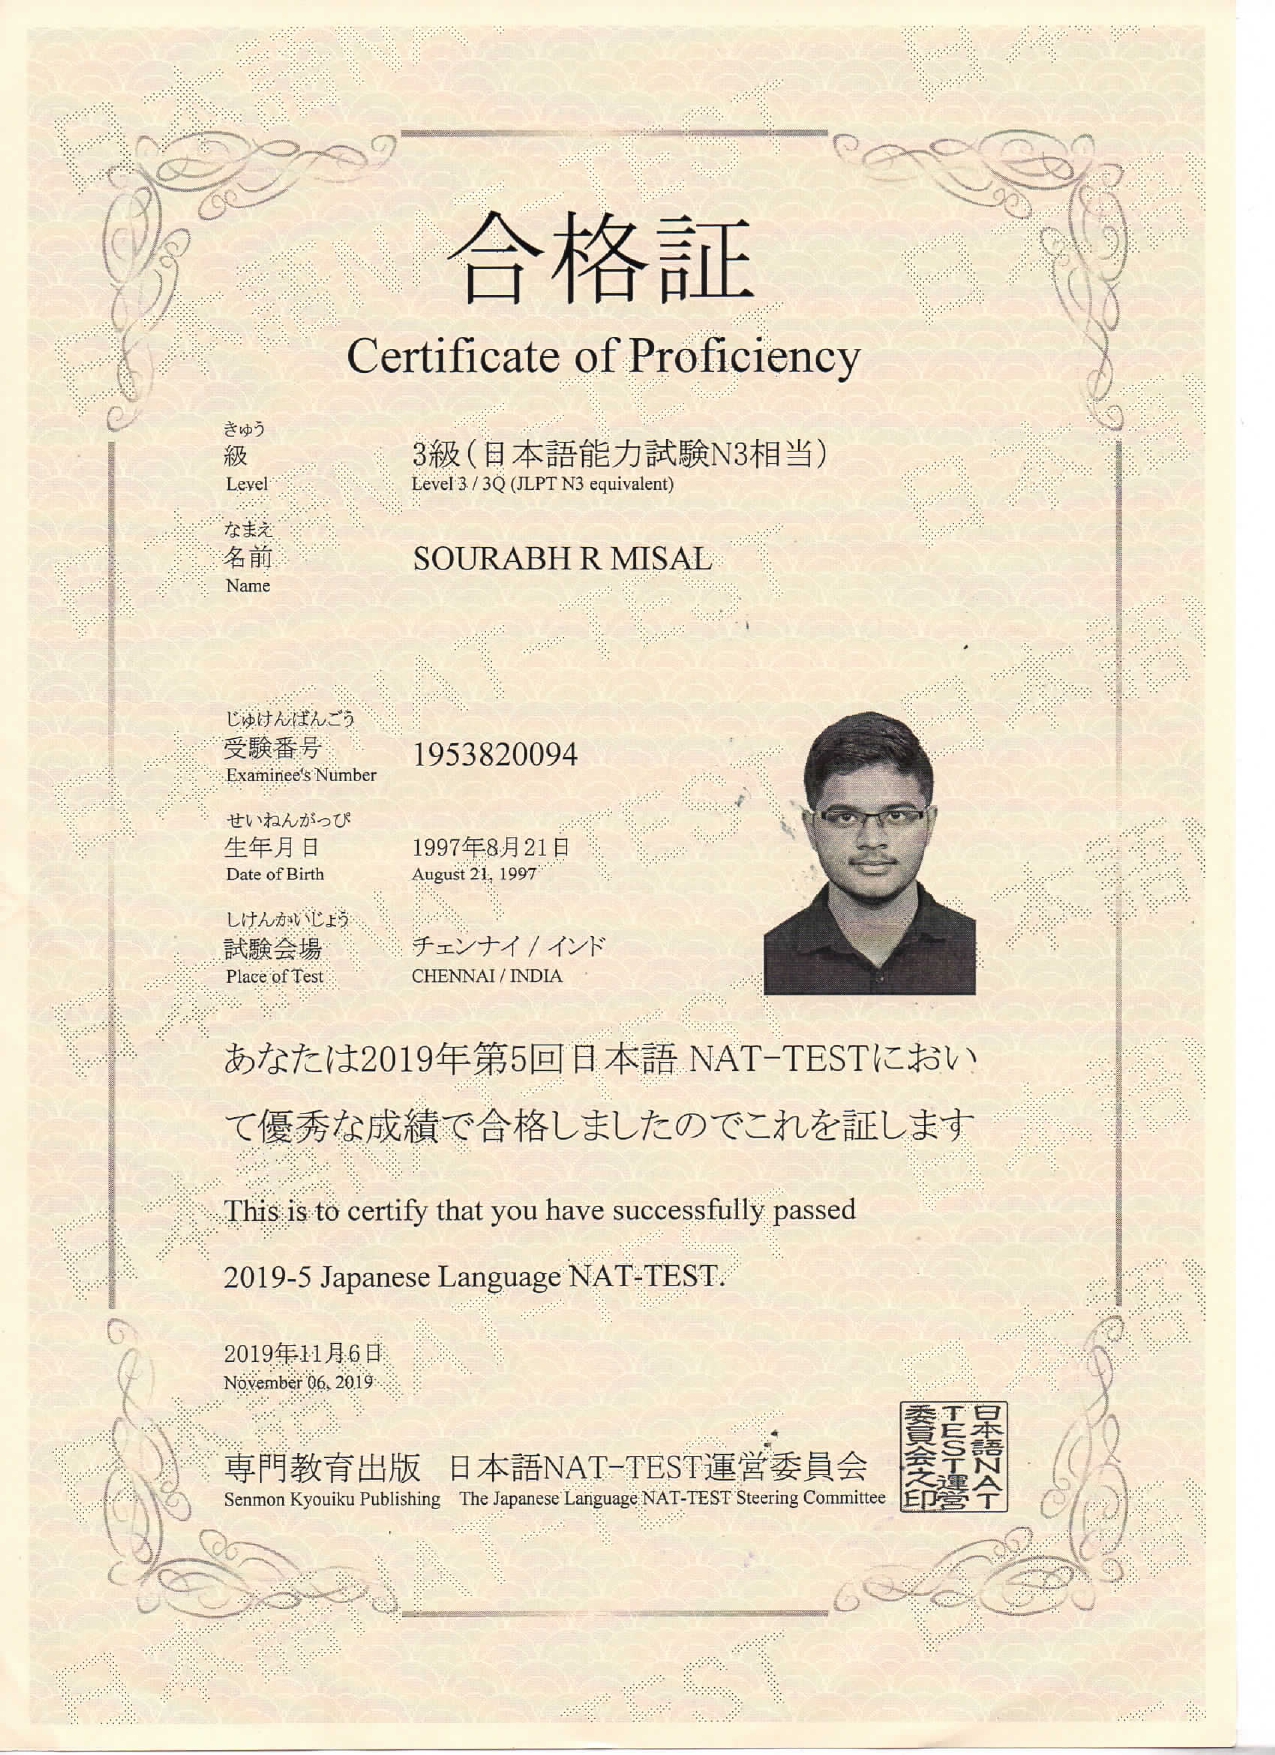 合格証
Certificate of Proficiency
きゅう
級
3級(日本語能力試験N3相当)
Level
Level 3 / 3Q (JLPT N3 equivalent)
なまえ
名前
SOURABH R MISAL
Name
じゅけんばんごう
受験番号
1953820094
Examinee's Number
せいねんがっぴ
生年月日
1997年8月21日
Date of Birth
August 21, 1997
しけんかいじょう
試験会場
チェンナイ / インド
Place of Test
CHENNAI / INDIA
あなたは2019年第5回日本語 NAT-TESTにおい
て優秀な成績で合格しましたのでこれを証します
This is to certify that you have successfully passed
2019-5 Japanese Language NAT-TEST.
2019年11月6日
November 06, 2019
専門教育出版 日本語NAT-TEST運営委員会
Senmon Kyouiku Publishing The Japanese Language NAT-TEST Steering Committee
日本語NAT
TEST運営
委員会之印